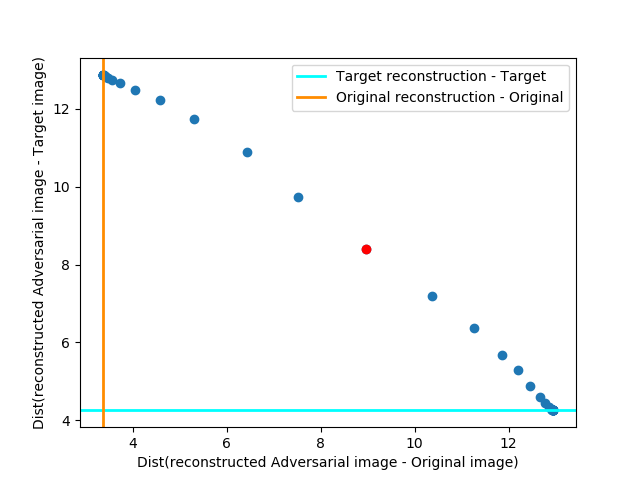 Target reconstruction - Target
Original reconstruction - Original
Dist(reconstructed Adversarial image - Target image)
12
10
8
6
4
4
6
8
10
12
Dist(reconstructed Adversarial image - Original image)